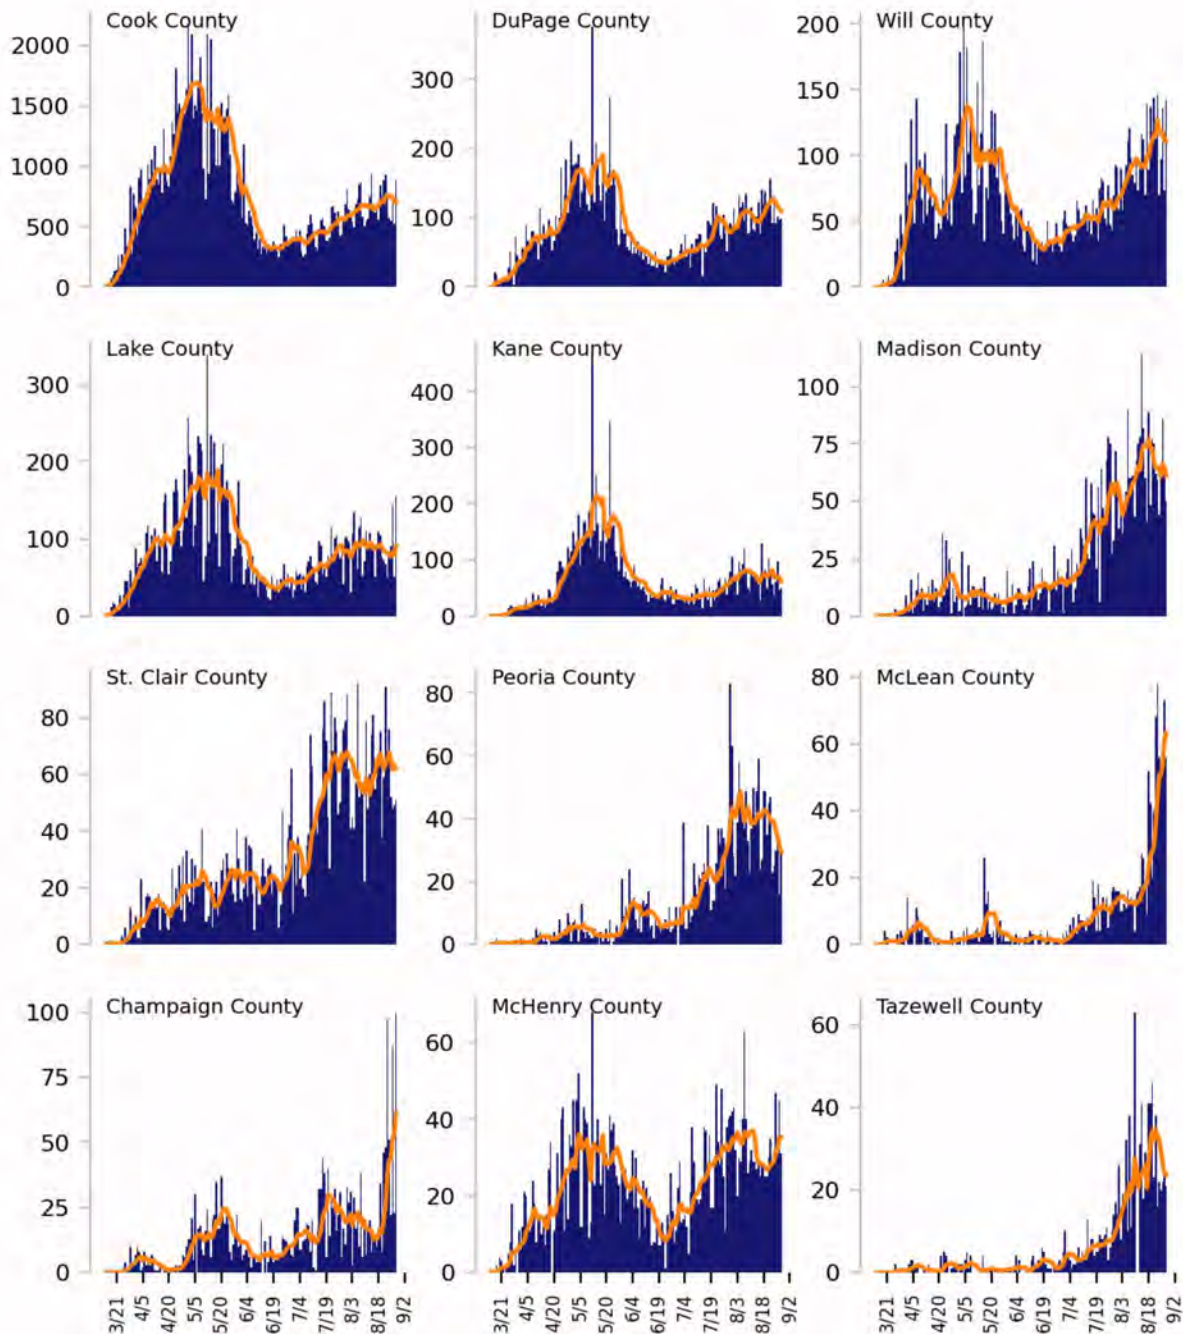 Cook County DuPage County Will County
2000 300 200
1500 200 150
1000 100 100
500 0 50
0 0
Lake County Kane County Madison County
300 400 100
200 300 75
100 200 50
0 100 25
0 0
St. Clair County Peoria County McLean County
80 80 80
60 60 60
40 40 40
20 20 20
0 0 0
Champaign County McHenry County Tazewell County
100 60 60
75 40 40
50 20 20
25 0 0
0
3/21 4/5 4/20 5/5 5/20 6/4 6/19 7/4 7/19 8/3 8/18 9/2
3/21 4/5 4/20 5/5 5/20 6/4 6/19 7/4 7/19 8/3 8/18 9/2
3/21 4/5 4/20 5/5 5/20 6/4 6/19 7/4 7/19 8/3 8/18 9/2